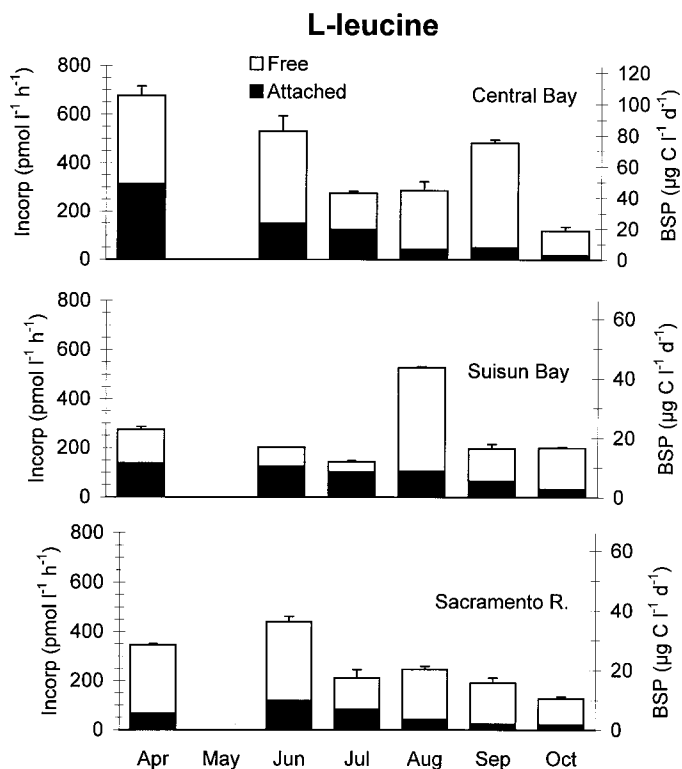 L-leucine
Free
Attached
Central Bay
Incorp (pmol l⁻¹ h⁻¹)
800
600
400
200
0
120
100
80
60
40
20
0
BSP (µg C l⁻¹ d⁻¹)
Suisun Bay
Incorp (pmol l⁻¹ h⁻¹)
800
600
400
200
0
60
40
20
0
BSP (µg C l⁻¹ d⁻¹)
Sacramento R.
Incorp (pmol l⁻¹ h⁻¹)
800
600
400
200
0
60
40
20
0
BSP (µg C l⁻¹ d⁻¹)
Apr May Jun Jul Aug Sep Oct